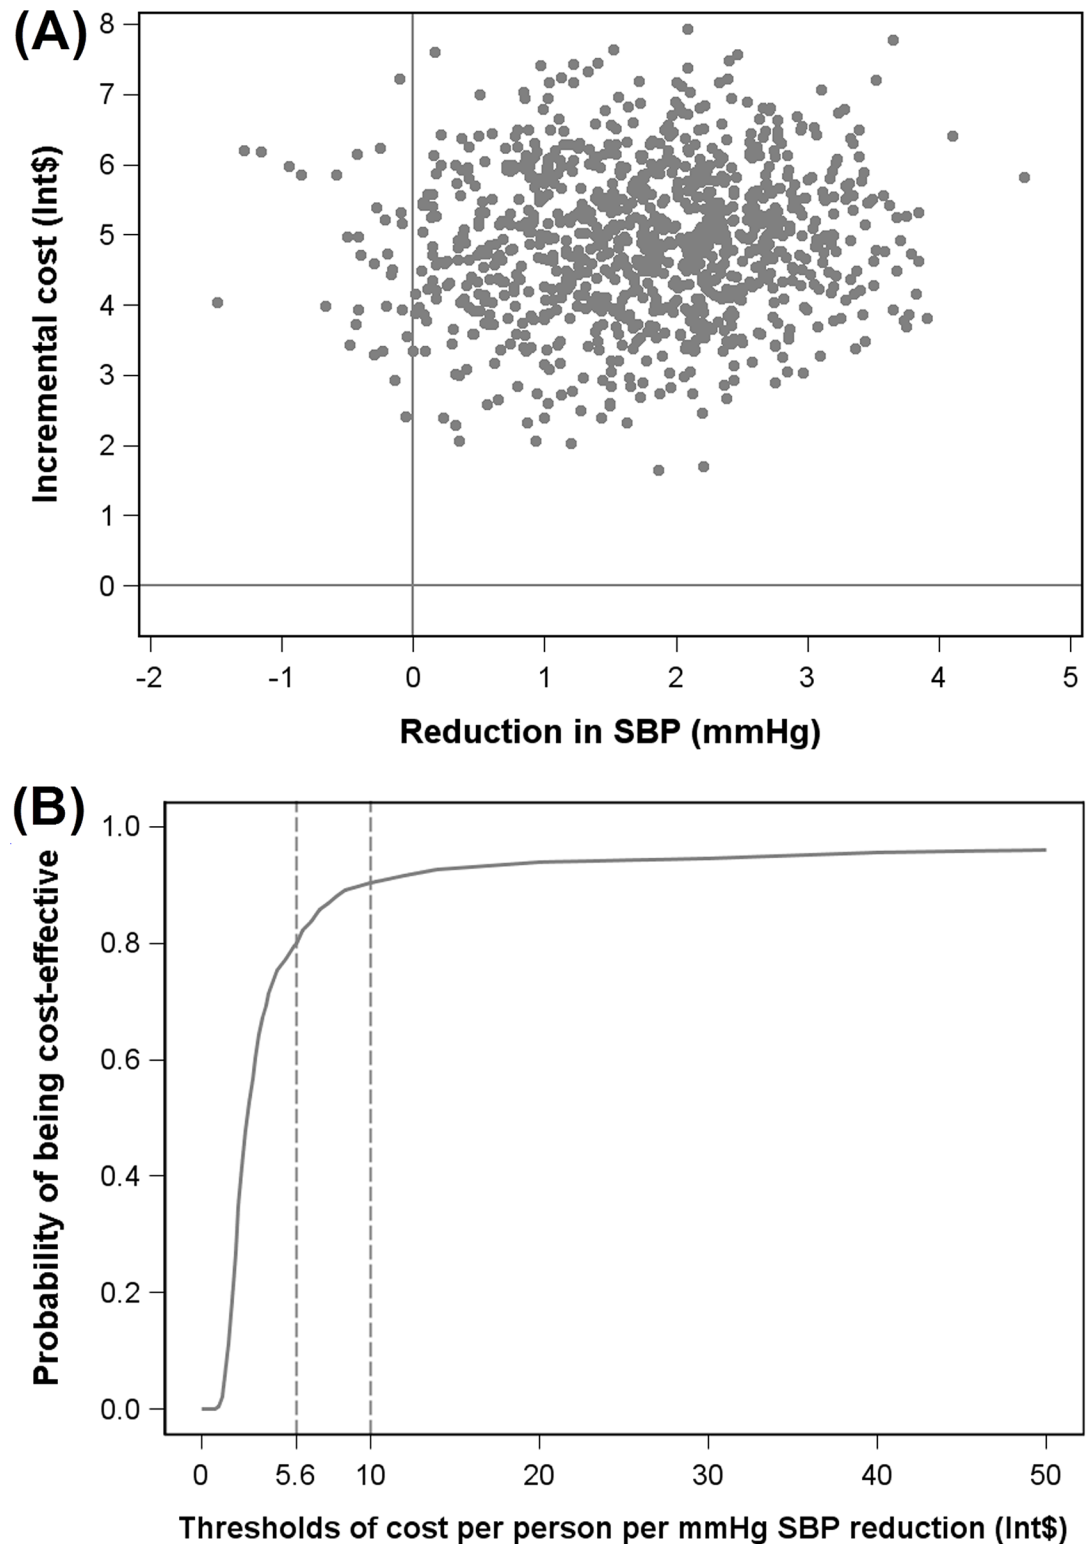 (A)
Incremental cost (Int$)
8
7
6
5
4
3
2
1
0
-2 -1 0 1 2 3 4 5
Reduction in SBP (mmHg)
(B)
Probability of being cost-effective
1.0
0.8
0.6
0.4
0.2
0.0
0 5.6 10 20 30 40 50
Thresholds of cost per person per mmHg SBP reduction (Int$)